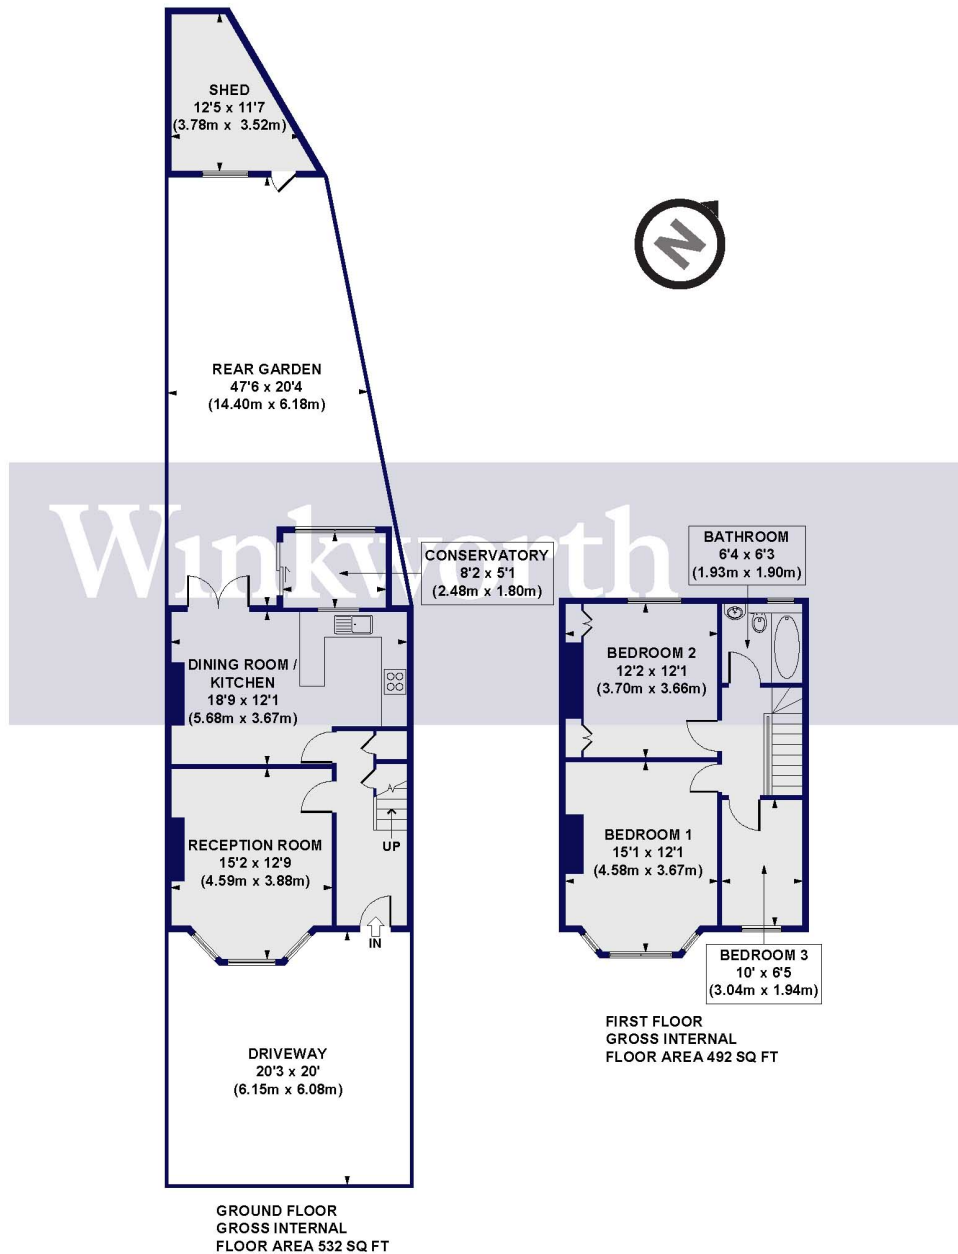 SHED
12'5 x 11'7
(3.78m x 3.52m)
N
REAR GARDEN
47'6 x 20'4
(14.40m x 6.18m)
Winkworth
CONSERVATORY
8'2 x 5'1
(2.48m x 1.80m)
BATHROOM
6'4 x 6'3
(1.93m x 1.90m)
DINING ROOM /
KITCHEN
18'9 x 12'1
(5.68m x 3.67m)
BEDROOM 2
12'2 x 12'1
(3.70m x 3.66m)
RECEPTION ROOM
15'2 x 12'9
(4.59m x 3.88m)
UP
IN
BEDROOM 1
15'1 x 12'1
(4.58m x 3.67m)
BEDROOM 3
10' x 6'5
(3.04m x 1.94m)
DRIVEWAY
20'3 x 20'
(6.15m x 6.08m)
FIRST FLOOR
GROSS INTERNAL
FLOOR AREA 492 SQ FT
GROUND FLOOR
GROSS INTERNAL
FLOOR AREA 532 SQ FT